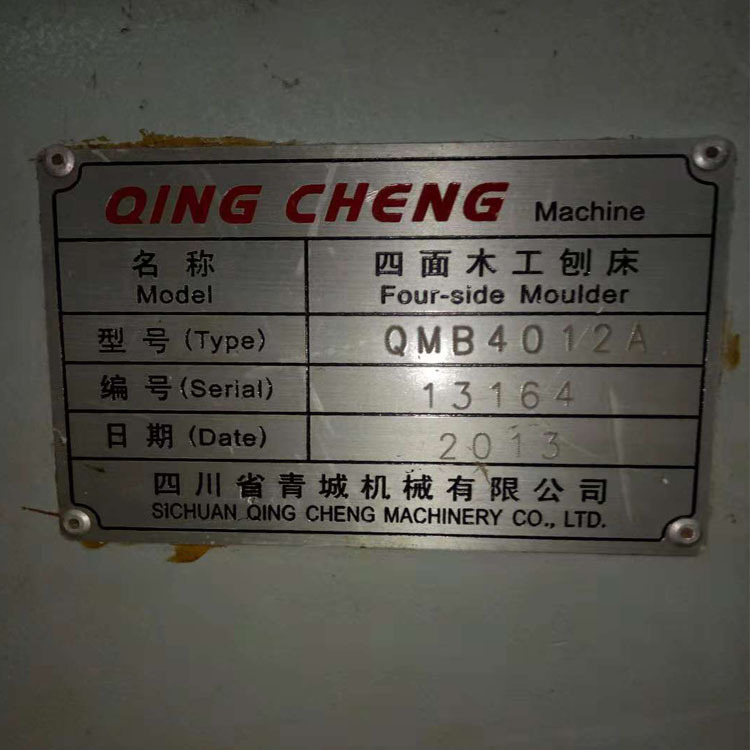 QING CHENG Machine
名称 四面木工刨床
Model Four-side Moulder
型号(Type) QMB4012A
编号(Serial) 13164
日期(Date) 2013
四川省青城机械有限公司
SICHUAN QING CHENG MACHINERY CO., LTD.